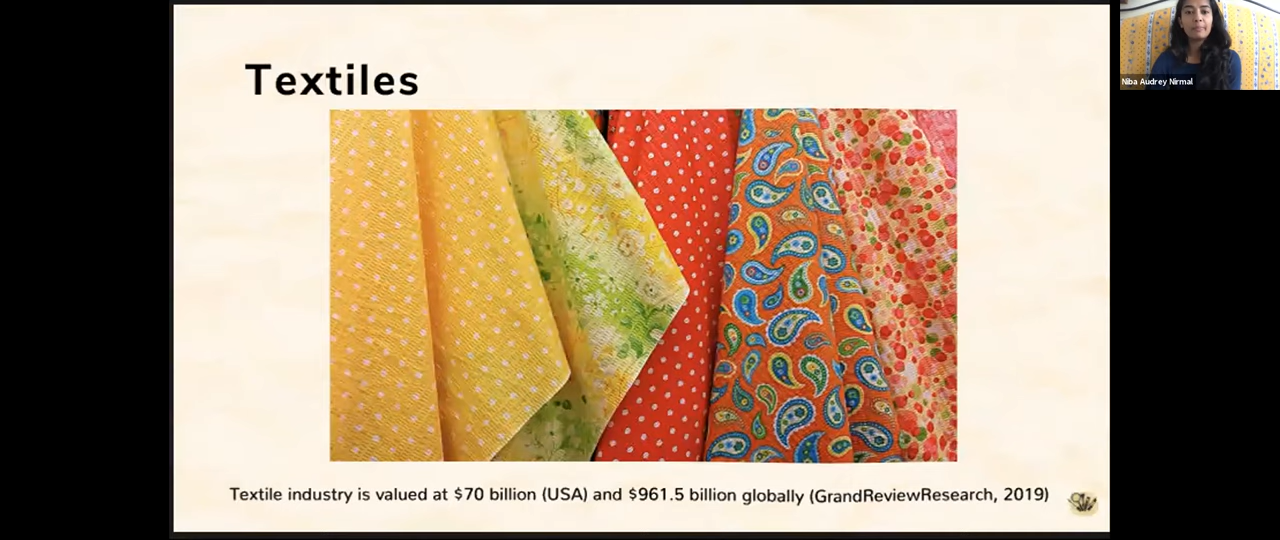 Textiles
Textile industry is valued at $70 billion (USA) and $961.5 billion globally (GrandReviewResearch, 2019)
Niba Audrey Nirmal